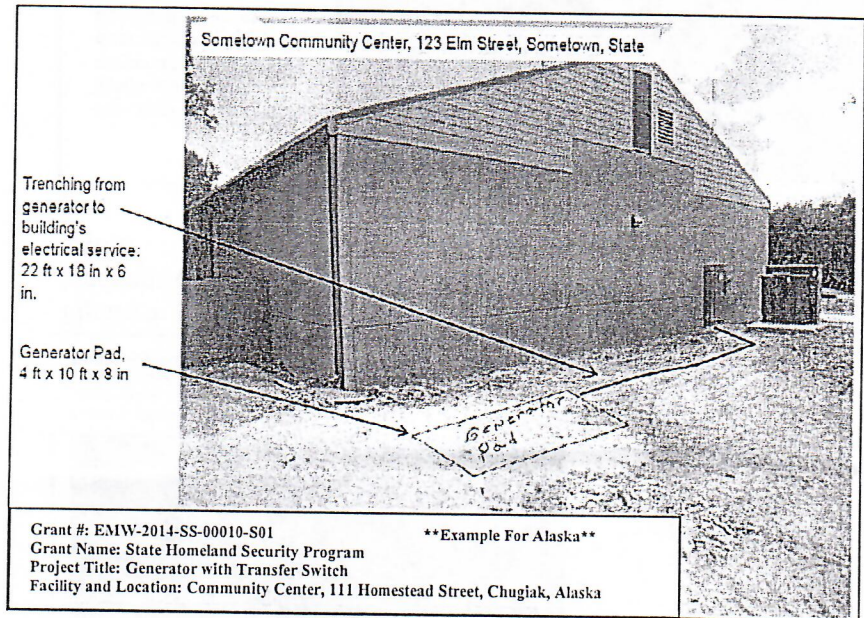 Sometown Community Center, 123 Elm Street, Sometown, State
Trenching from
generator to
building's
electrical service:
22 ft x 18 in x 6
in.
Generator Pad,
4 ft x 10 ft x 8 in
Generator
Pad
Grant #: EMW-2014-SS-00010-S01 **Example For Alaska**
Grant Name: State Homeland Security Program
Project Title: Generator with Transfer Switch
Facility and Location: Community Center, 111 Homestead Street, Chugiak, Alaska